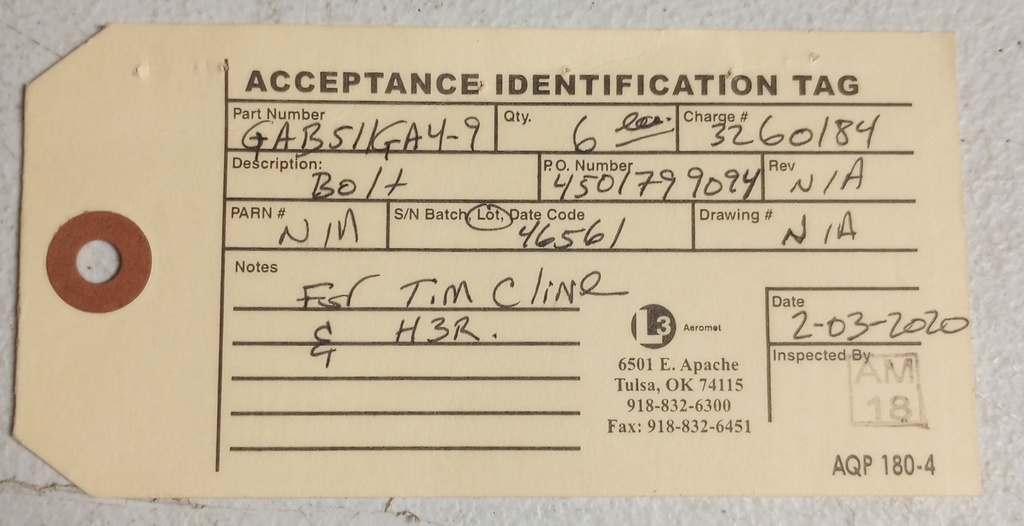 ACCEPTANCE IDENTIFICATION TAG
Part Number Qty. Charge #
GAB511GA4-9 6 ea. 3260184
Description: P.O. Number Rev
Bolt 4501799094 N/A
PARN # S/N Batch, Lot, Date Code Drawing #
N/A 46561 N/A
Notes
For Tim Cline
& H3R.
L3 Aeromet
6501 E. Apache
Tulsa, OK 74115
918-832-6300
Fax: 918-832-6451
Date
2-03-2020
Inspected By
AM
18
AQP 180-4